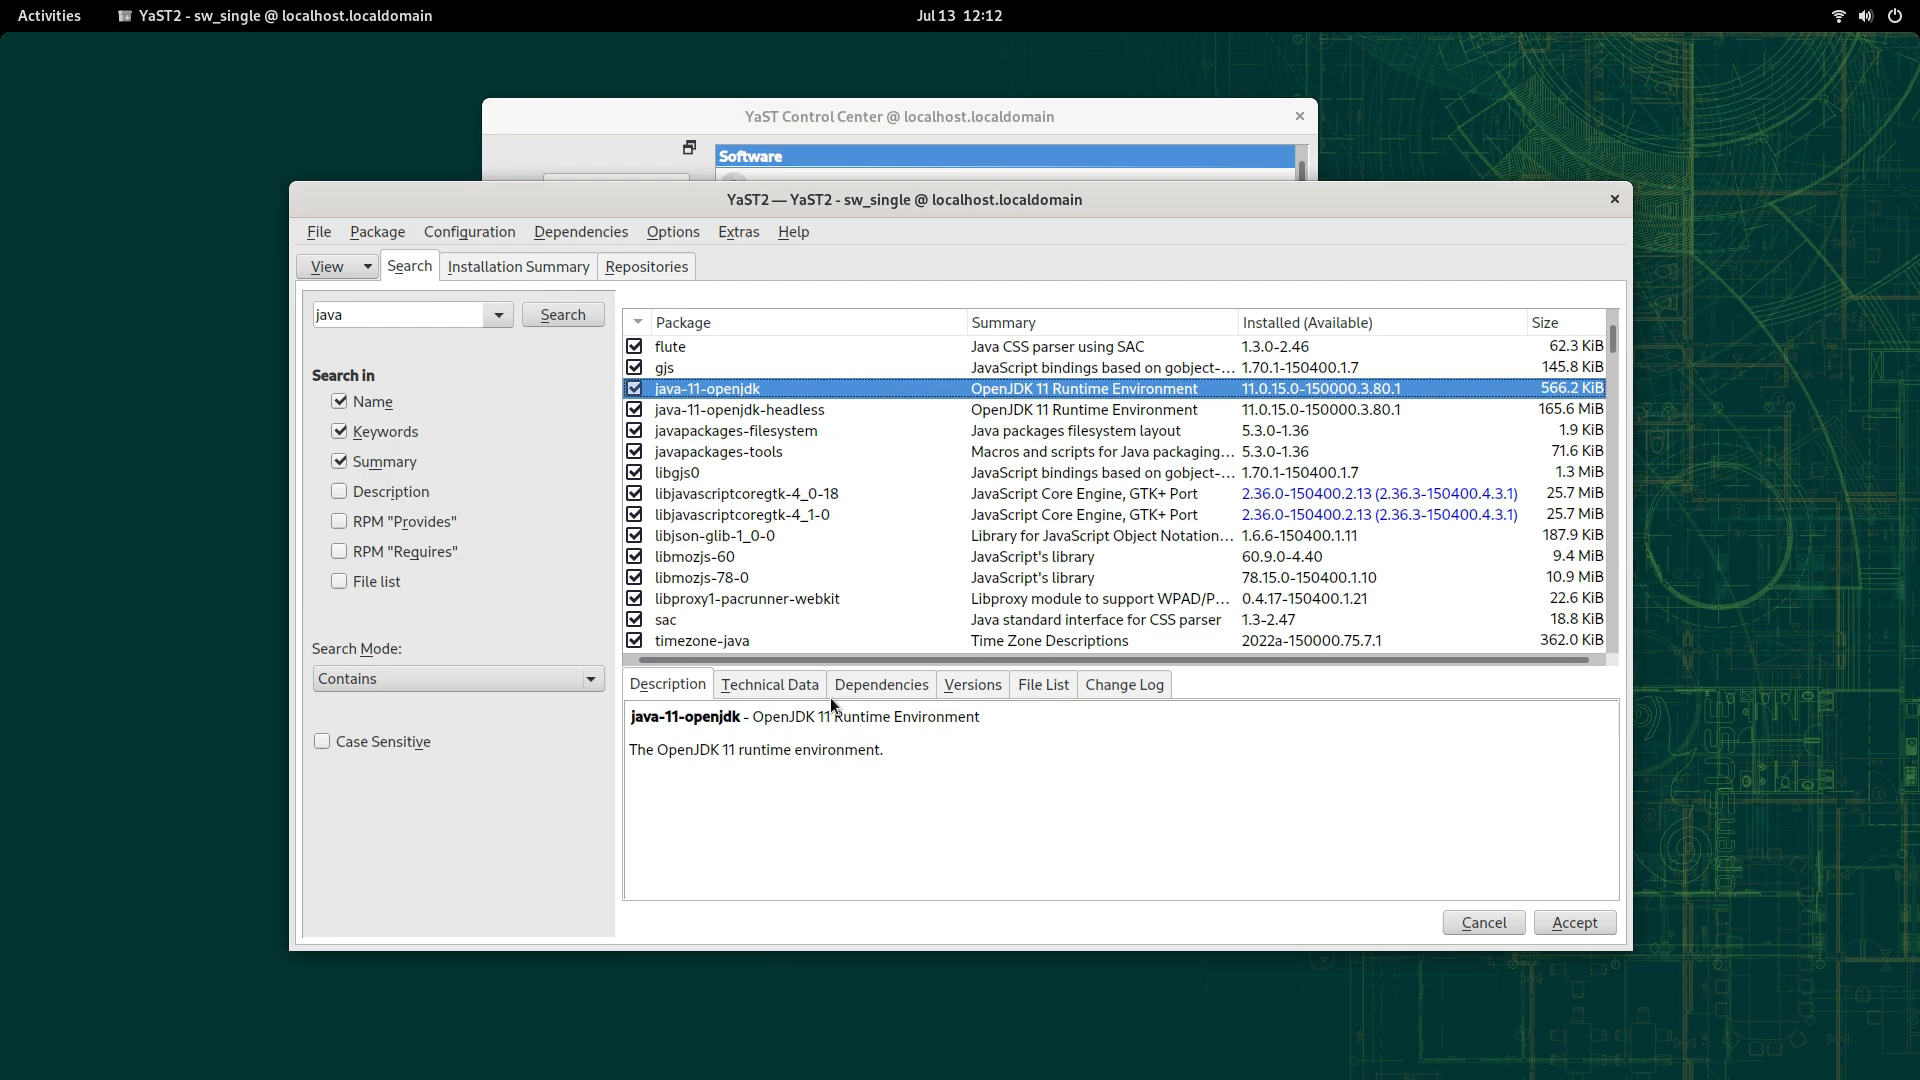 Activities YaST2 - sw_single @ localhost.localdomain Jul 13 12:12
YaST Control Center @ localhost.localdomain
Software
YaST2 — YaST2 - sw_single @ localhost.localdomain
File Package Configuration Dependencies Options Extras Help
View Search Installation Summary Repositories
java Search
Search in
Name
Keywords
Summary
Description
RPM "Provides"
RPM "Requires"
File list
Search Mode:
Contains
Case Sensitive
Package Summary Installed (Available) Size
flute Java CSS parser using SAC 1.3.0-2.46 62.3 KiB
gjs JavaScript bindings based on gobject-... 1.70.1-150400.1.7 145.8 KiB
java-11-openjdk OpenJDK 11 Runtime Environment 11.0.15.0-150000.3.80.1 566.2 KiB
java-11-openjdk-headless OpenJDK 11 Runtime Environment 11.0.15.0-150000.3.80.1 165.6 MiB
javapackages-filesystem Java packages filesystem layout 5.3.0-1.36 1.9 KiB
javapackages-tools Macros and scripts for Java packaging... 5.3.0-1.36 71.6 KiB
libgjs0 JavaScript bindings based on gobject-... 1.70.1-150400.1.7 1.3 MiB
libjavascriptcoregtk-4_0-18 JavaScript Core Engine, GTK+ Port 2.36.0-150400.2.13 (2.36.3-150400.4.3.1) 25.7 MiB
libjavascriptcoregtk-4_1-0 JavaScript Core Engine, GTK+ Port 2.36.0-150400.2.13 (2.36.3-150400.4.3.1) 25.7 MiB
libjson-glib-1_0-0 Library for JavaScript Object Notation... 1.6.6-150400.1.11 187.9 KiB
libmozjs-60 JavaScript's library 60.9.0-4.40 9.4 MiB
libmozjs-78-0 JavaScript's library 78.15.0-150400.1.10 10.9 MiB
libproxy1-pacrunner-webkit Libproxy module to support WPAD/P... 0.4.17-150400.1.21 22.6 KiB
sac Java standard interface for CSS parser 1.3-2.47 18.8 KiB
timezone-java Time Zone Descriptions 2022a-150000.75.7.1 362.0 KiB
Description Technical Data Dependencies Versions File List Change Log
java-11-openjdk - OpenJDK 11 Runtime Environment
The OpenJDK 11 runtime environment.
Cancel Accept
openSUSE